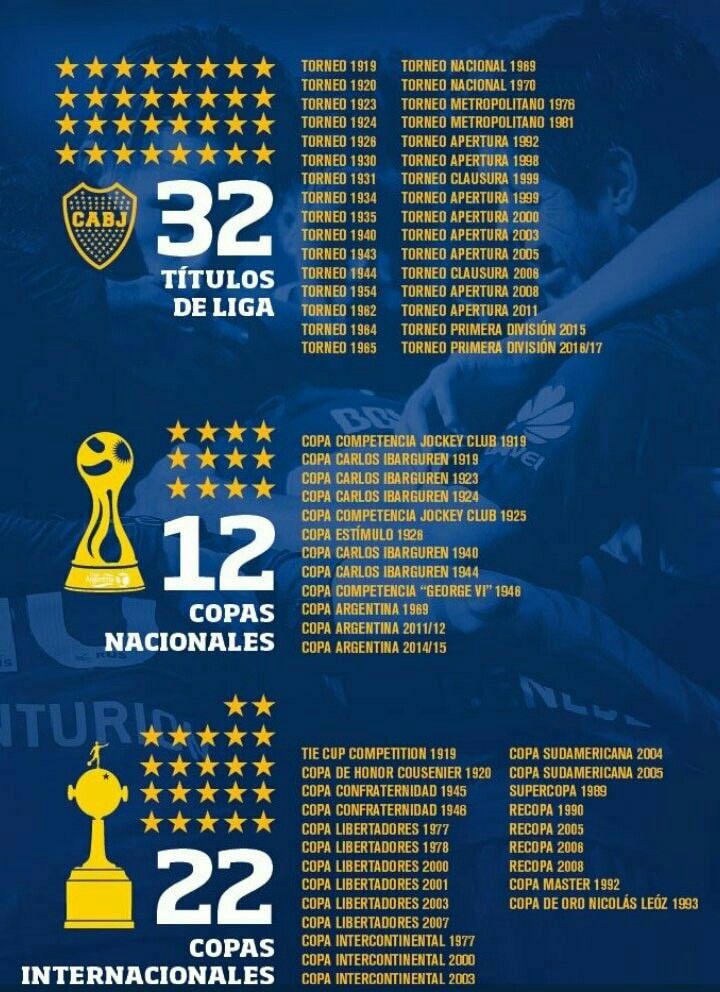 TORNEO 1919
TORNEO 1920
TORNEO 1923
TORNEO 1924
TORNEO 1926
TORNEO 1930
TORNEO 1931
TORNEO 1934
TORNEO 1935
TORNEO 1940
TORNEO 1943
TORNEO 1944
TORNEO 1954
TORNEO 1962
TORNEO 1964
TORNEO 1965
TORNEO NACIONAL 1969
TORNEO NACIONAL 1970
TORNEO METROPOLITANO 1976
TORNEO METROPOLITANO 1981
TORNEO APERTURA 1992
TORNEO APERTURA 1998
TORNEO CLAUSURA 1999
TORNEO APERTURA 1999
TORNEO APERTURA 2000
TORNEO APERTURA 2003
TORNEO APERTURA 2005
TORNEO CLAUSURA 2006
TORNEO APERTURA 2008
TORNEO APERTURA 2011
TORNEO PRIMERA DIVISIÓN 2015
TORNEO PRIMERA DIVISIÓN 2016/17
CABJ
32
TÍTULOS
DE LIGA
COPA COMPETENCIA JOCKEY CLUB 1919
COPA CARLOS IBARGUREN 1919
COPA CARLOS IBARGUREN 1923
COPA CARLOS IBARGUREN 1924
COPA COMPETENCIA JOCKEY CLUB 1925
COPA ESTÍMULO 1926
COPA CARLOS IBARGUREN 1940
COPA CARLOS IBARGUREN 1944
COPA COMPETENCIA "GEORGE VI" 1946
COPA ARGENTINA 1969
COPA ARGENTINA 2011/12
COPA ARGENTINA 2014/15
12
COPAS
NACIONALES
TIE CUP COMPETITION 1919
COPA DE HONOR COUSENIER 1920
COPA CONFRATERNIDAD 1945
COPA CONFRATERNIDAD 1946
COPA LIBERTADORES 1977
COPA LIBERTADORES 1978
COPA LIBERTADORES 2000
COPA LIBERTADORES 2001
COPA LIBERTADORES 2003
COPA LIBERTADORES 2007
COPA INTERCONTINENTAL 1977
COPA INTERCONTINENTAL 2000
COPA INTERCONTINENTAL 2003
COPA SUDAMERICANA 2004
COPA SUDAMERICANA 2005
SUPERCOPA 1989
RECOPA 1990
RECOPA 2005
RECOPA 2006
RECOPA 2008
COPA MASTER 1992
COPA DE ORO NICOLÁS LEÓZ 1993
22
COPAS
INTERNACIONALES